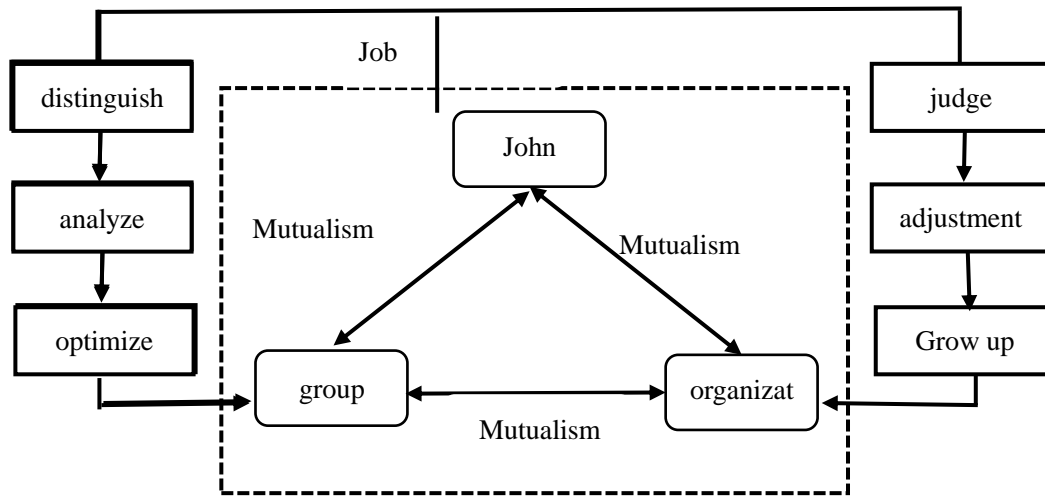 Job
distinguish
judge
John
analyze
Mutualism
Mutualism
adjustment
optimize
Grow up
group
organizat
Mutualism